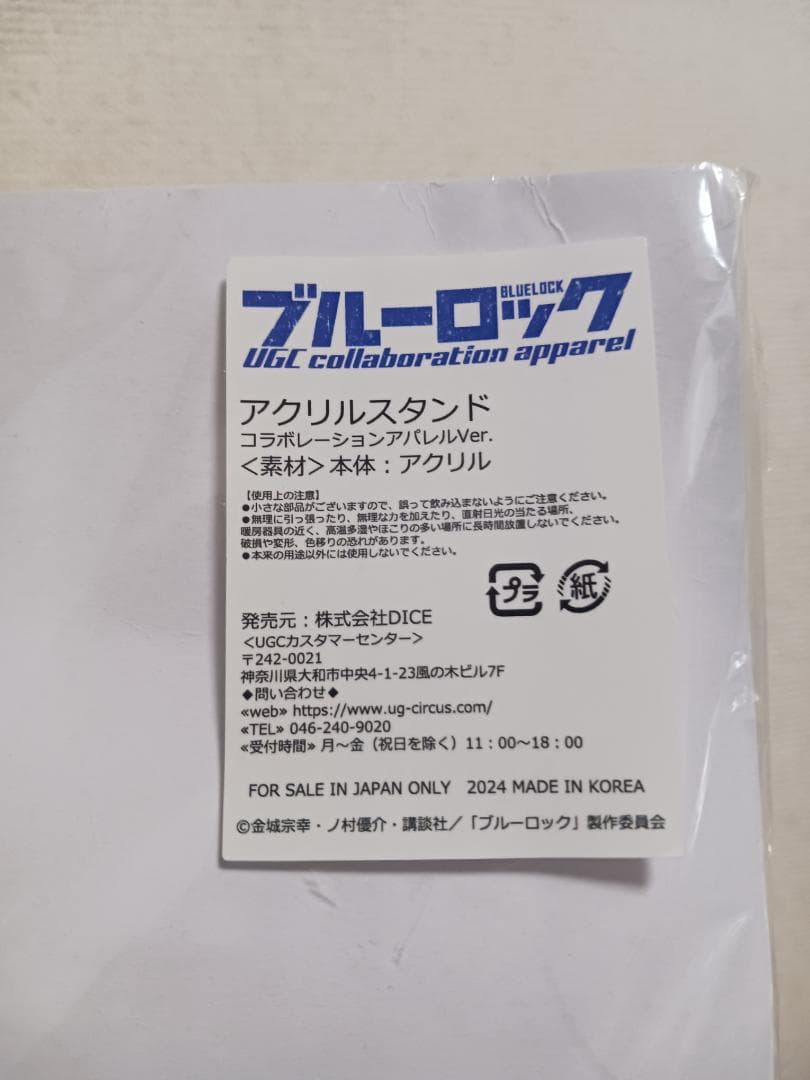 ブルーロック
BLUELOCK
UGC collaboration apparel
アクリルスタンド
コラボレーションアパレルVer.
＜素材＞本体：アクリル
【使用上の注意】
●小さな部品がございますので、誤って飲み込まないようにご注意ください。
●無理に引っ張ったり、無理な力を加えたり、直射日光の当たる場所、
暖房器具の近く、高温多湿やほこりの多い場所に長時間放置しないでください。
破損や変形、色移りの恐れがあります。
●本来の用途以外には使用しないでください。
プラ 紙
発売元：株式会社DICE
＜UGCカスタマーセンター＞
〒242-0021
神奈川県大和市中央4-1-23風の木ビル7F
◆問い合わせ◆
«web» https://www.ug-circus.com/
«TEL» 046-240-9020
«受付時間» 月～金（祝日を除く）11：00～18：00
FOR SALE IN JAPAN ONLY 2024 MADE IN KOREA
©金城宗幸・ノ村優介・講談社／「ブルーロック」製作委員会